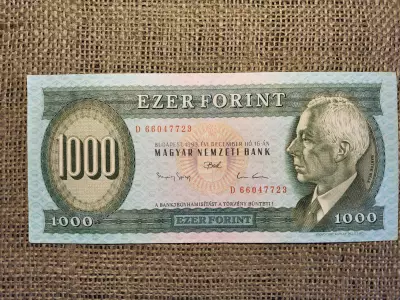 EZER FORINT
D 66047723
MAGYAR NEMZETI BANK
1000
D 66047723
A BANKJEGYHAMISÍTÁST A TÖRVÉNY BÜNTETI
1000
EZER FORINT
1000